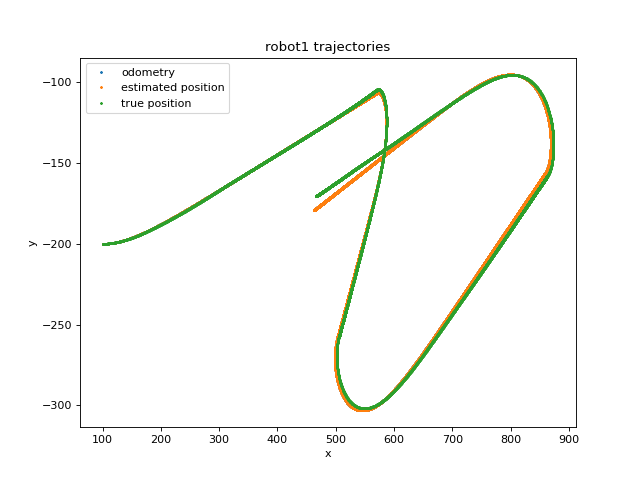 robot1 trajectories
odometry
estimated position
true position
y
−100
−150
−200
−250
−300
100 200 300 400 500 600 700 800 900
x